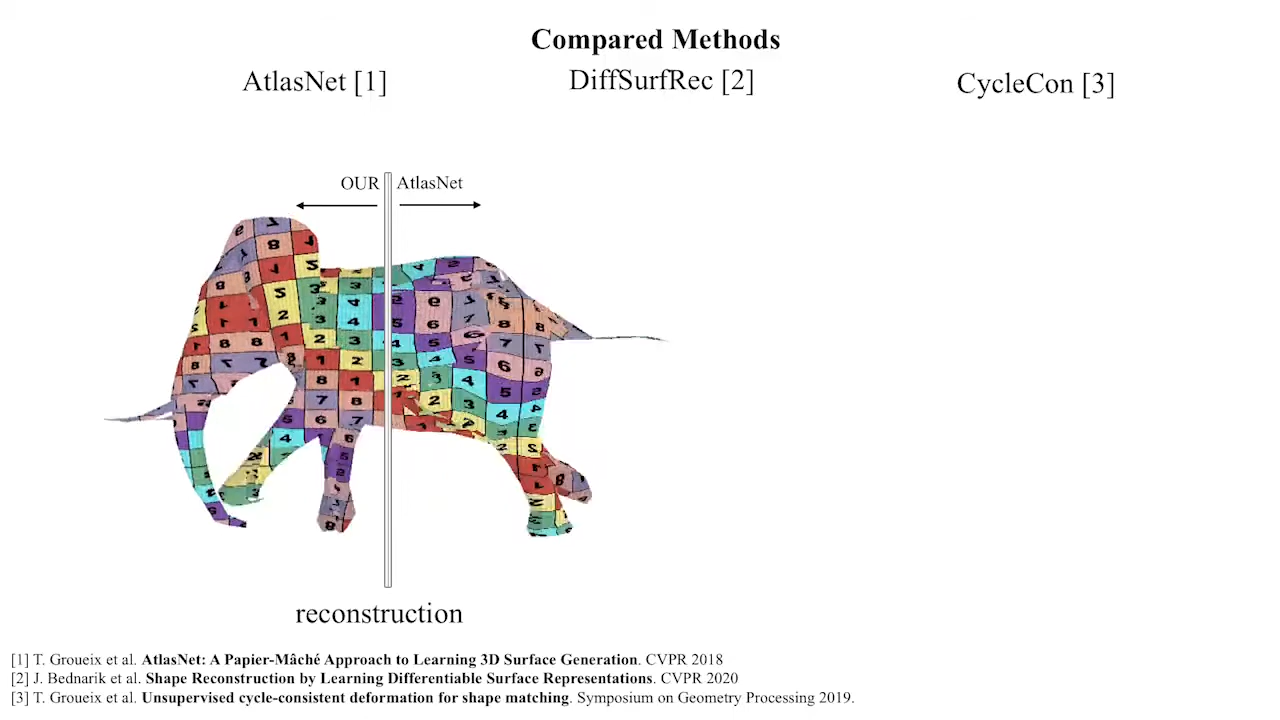 Compared Methods
AtlasNet [1]
DiffSurfRec [2]
CycleCon [3]
OUR
AtlasNet
reconstruction
[1] T. Groueix et al. AtlasNet: A Papier-Mâché Approach to Learning 3D Surface Generation. CVPR 2018
[2] J. Bednarik et al. Shape Reconstruction by Learning Differentiable Surface Representations. CVPR 2020
[3] T. Groueix et al. Unsupervised cycle-consistent deformation for shape matching. Symposium on Geometry Processing 2019.